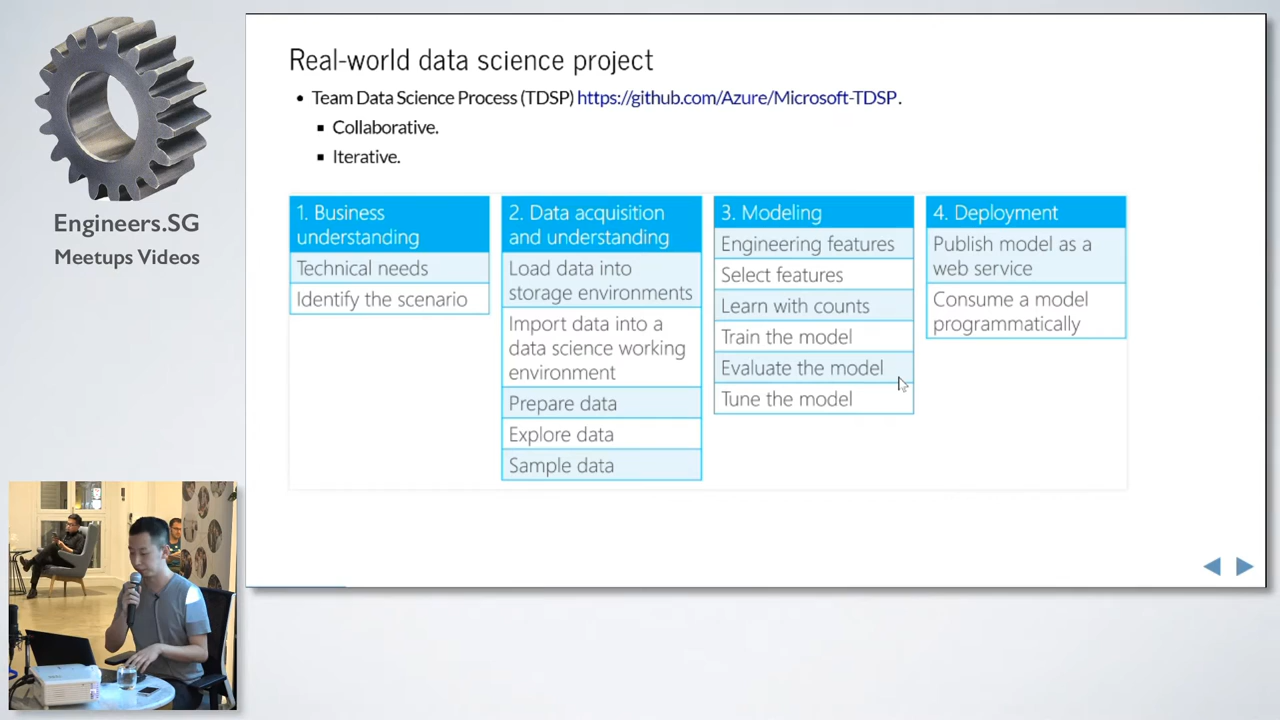 Engineers.SG
Meetups Videos
Real-world data science project
• Team Data Science Process (TDSP) https://github.com/Azure/Microsoft-TDSP.
▪ Collaborative.
▪ Iterative.
1. Business
understanding
Technical needs
Identify the scenario
2. Data acquisition
and understanding
Load data into
storage environments
Import data into a
data science working
environment
Prepare data
Explore data
Sample data
3. Modeling
Engineering features
Select features
Learn with counts
Train the model
Evaluate the model
Tune the model
4. Deployment
Publish model as a
web service
Consume a model
programmatically